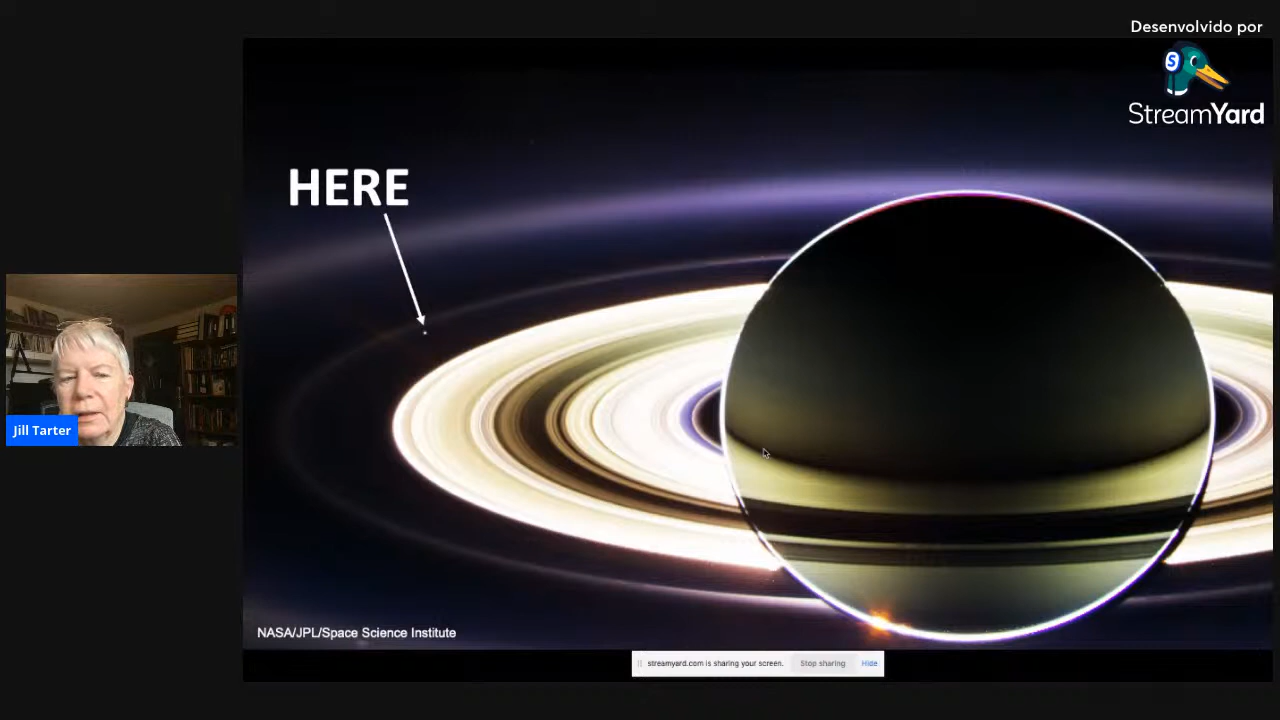 Desenvolvido por
S
StreamYard
HERE
Jill Tarter
NASA/JPL/Space Science Institute
streamyard.com is sharing your screen. Stop sharing Hide